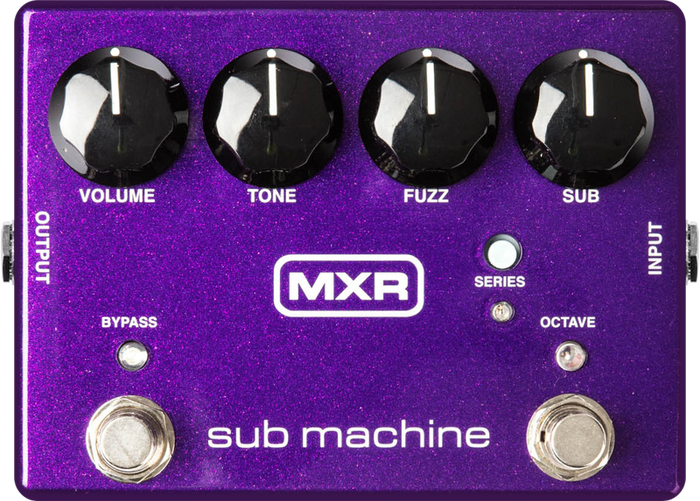 VOLUME
TONE
FUZZ
SUB
OUTPUT
INPUT
MXR
SERIES
BYPASS
OCTAVE
sub machine